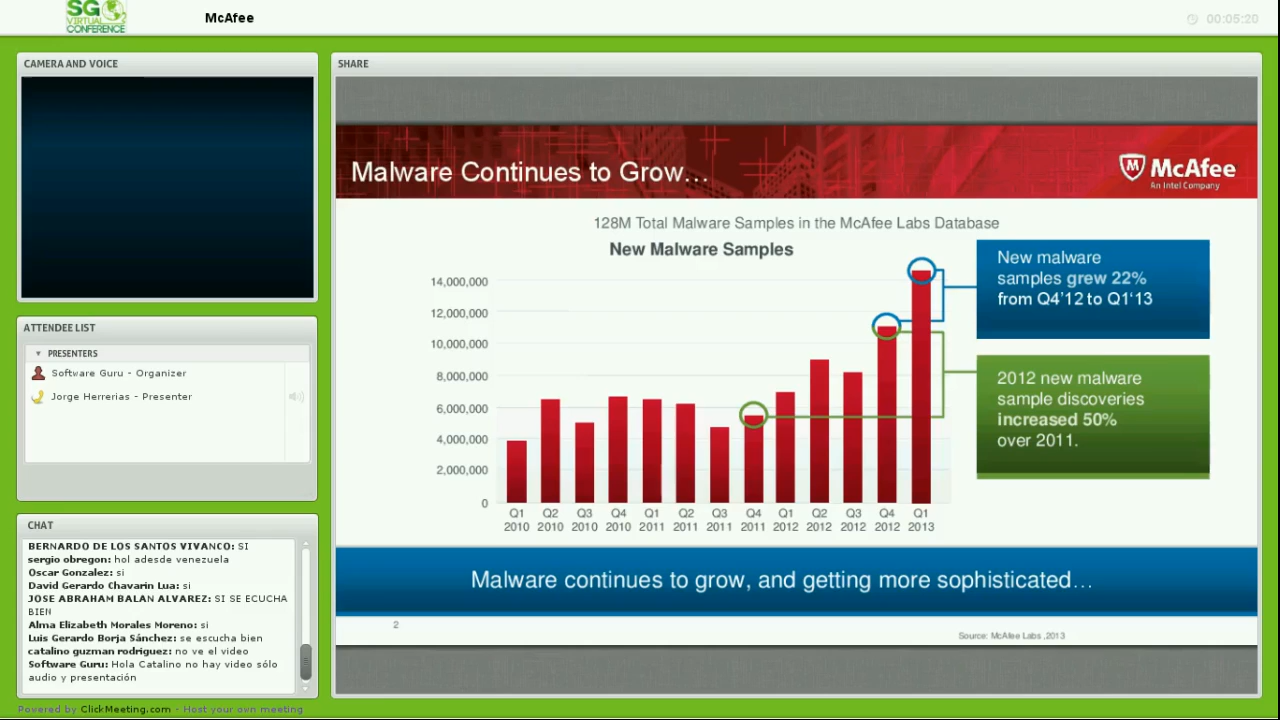 SG
VIRTUAL
CONFERENCE
McAfee
00:05:20
CAMERA AND VOICE
ATTENDEE LIST
PRESENTERS
Software Guru - Organizer
Jorge Herrerias - Presenter
CHAT
BERNARDO DE LOS SANTOS VIVANCO: SI
sergio obregon: hol adesde venezuela
Oscar Gonzalez: si
David Gerardo Chavarin Lua: si
JOSE ABRAHAM BALAN ALVAREZ: SI SE ECUCHA
BIEN
Alma Elizabeth Morales Moreno: si
Luis Gerardo Borja Sánchez: se escucha bien
catalino guzman rodriguez: no ve el video
Software Guru: Hola Catalino no hay video sólo
audio y presentación
Powered by ClickMeeting.com - Host your own meeting
SHARE
Malware Continues to Grow...
McAfee
An Intel Company
128M Total Malware Samples in the McAfee Labs Database
New Malware Samples
14,000,000
12,000,000
10,000,000
8,000,000
6,000,000
4,000,000
2,000,000
0
Q1 Q2 Q3 Q4 Q1 Q2 Q3 Q4 Q1 Q2 Q3 Q4 Q1
2010 2010 2010 2010 2011 2011 2011 2011 2012 2012 2012 2012 2013
New malware
samples grew 22%
from Q4'12 to Q1'13
2012 new malware
sample discoveries
increased 50%
over 2011.
Malware continues to grow, and getting more sophisticated...
2
Source: McAfee Labs ,2013